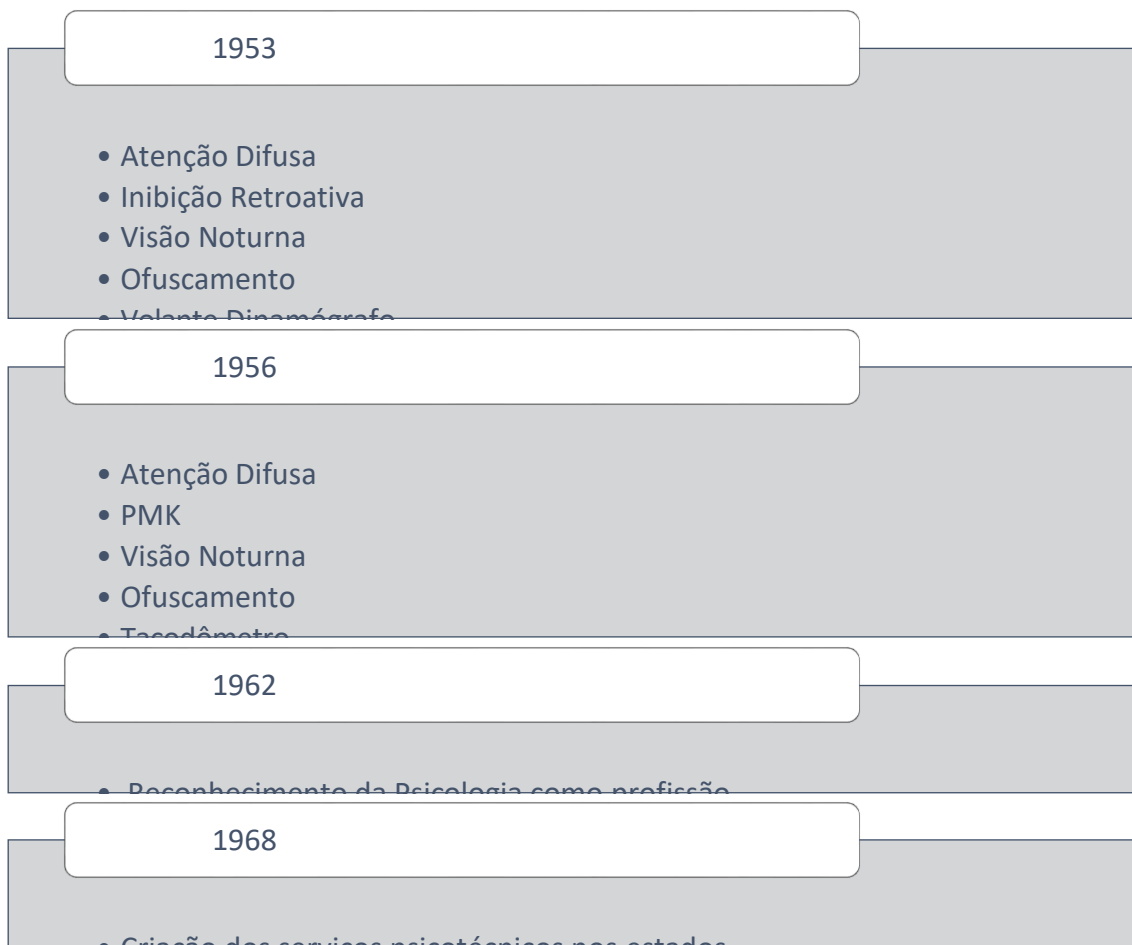 1953
• Atenção Difusa
• Inibição Retroativa
• Visão Noturna
• Ofuscamento
• Volante Dinamógrafo
1956
• Atenção Difusa
• PMK
• Visão Noturna
• Ofuscamento
• Tacodômetro
1962
• Reconhecimento da Psicologia como profissão
1968
• Criação dos serviços psicotécnicos nos estados